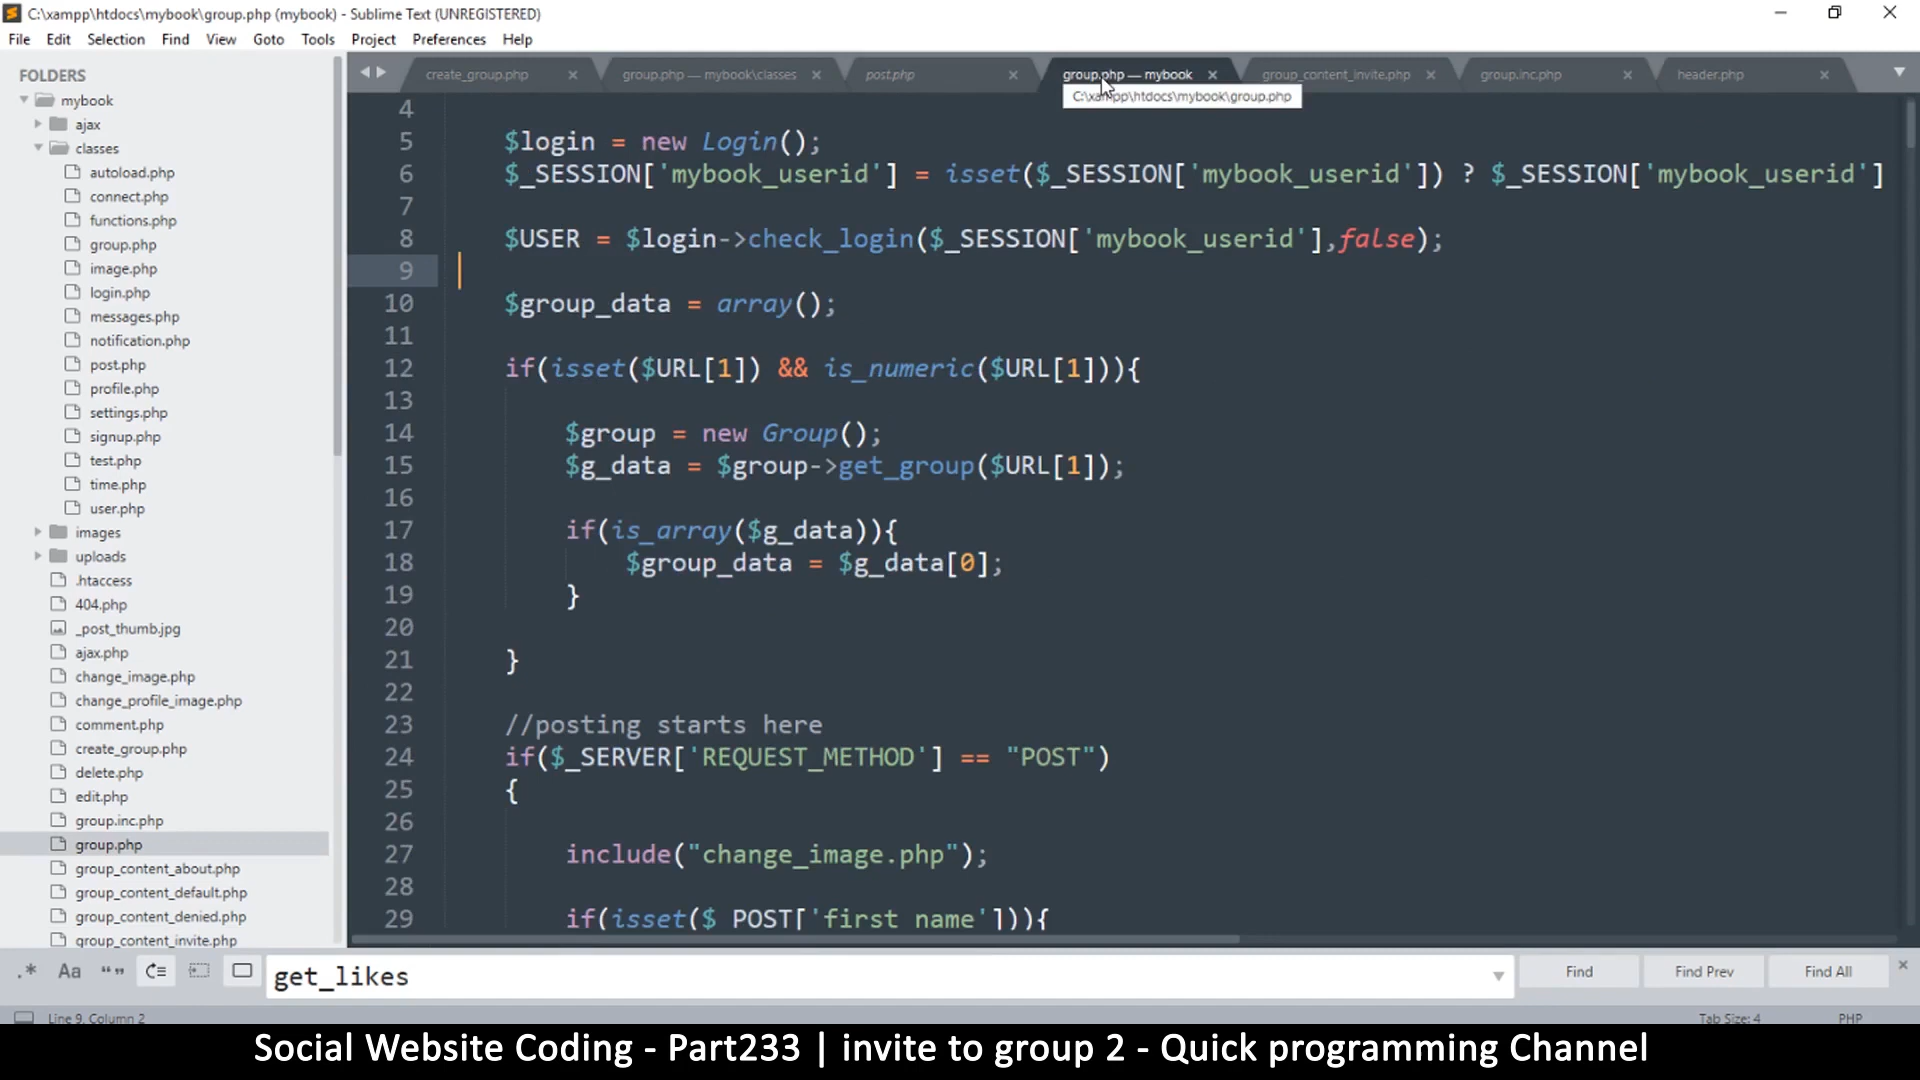 C:\xampp\htdocs\mybook\group.php (mybook) - Sublime Text (UNREGISTERED)
File Edit Selection Find View Goto Tools Project Preferences Help
FOLDERS
mybook
ajax
classes
autoload.php
connect.php
functions.php
group.php
image.php
login.php
messages.php
notification.php
post.php
profile.php
settings.php
signup.php
test.php
time.php
user.php
images
uploads
.htaccess
404.php
_post_thumb.jpg
ajax.php
change_image.php
change_profile_image.php
comment.php
create_group.php
delete.php
edit.php
group.inc.php
group.php
group_content_about.php
group_content_default.php
group_content_denied.php
group_content_invite.php
create_group.php group.php — mybook\classes post.php group.php — mybook group_content_invite.php group.inc.php header.php
C:\xampp\htdocs\mybook\group.php
4
5 $login = new Login();
6 $_SESSION['mybook_userid'] = isset($_SESSION['mybook_userid']) ? $_SESSION['mybook_userid']
7
8 $USER = $login->check_login($_SESSION['mybook_userid'],false);
9
10 $group_data = array();
11
12 if(isset($URL[1]) && is_numeric($URL[1])){
13
14 $group = new Group();
15 $g_data = $group->get_group($URL[1]);
16
17 if(is_array($g_data)){
18 $group_data = $g_data[0];
19 }
20
21 }
22
23 //posting starts here
24 if($_SERVER['REQUEST_METHOD'] == "POST")
25 {
26
27 include("change_image.php");
28
29 if(isset($_POST['first_name'])){
.* Aa “” get_likes Find Find Prev Find All
Line 9, Column 2 Tab Size: 4 PHP
Social Website Coding - Part233 | invite to group 2 - Quick programming Channel